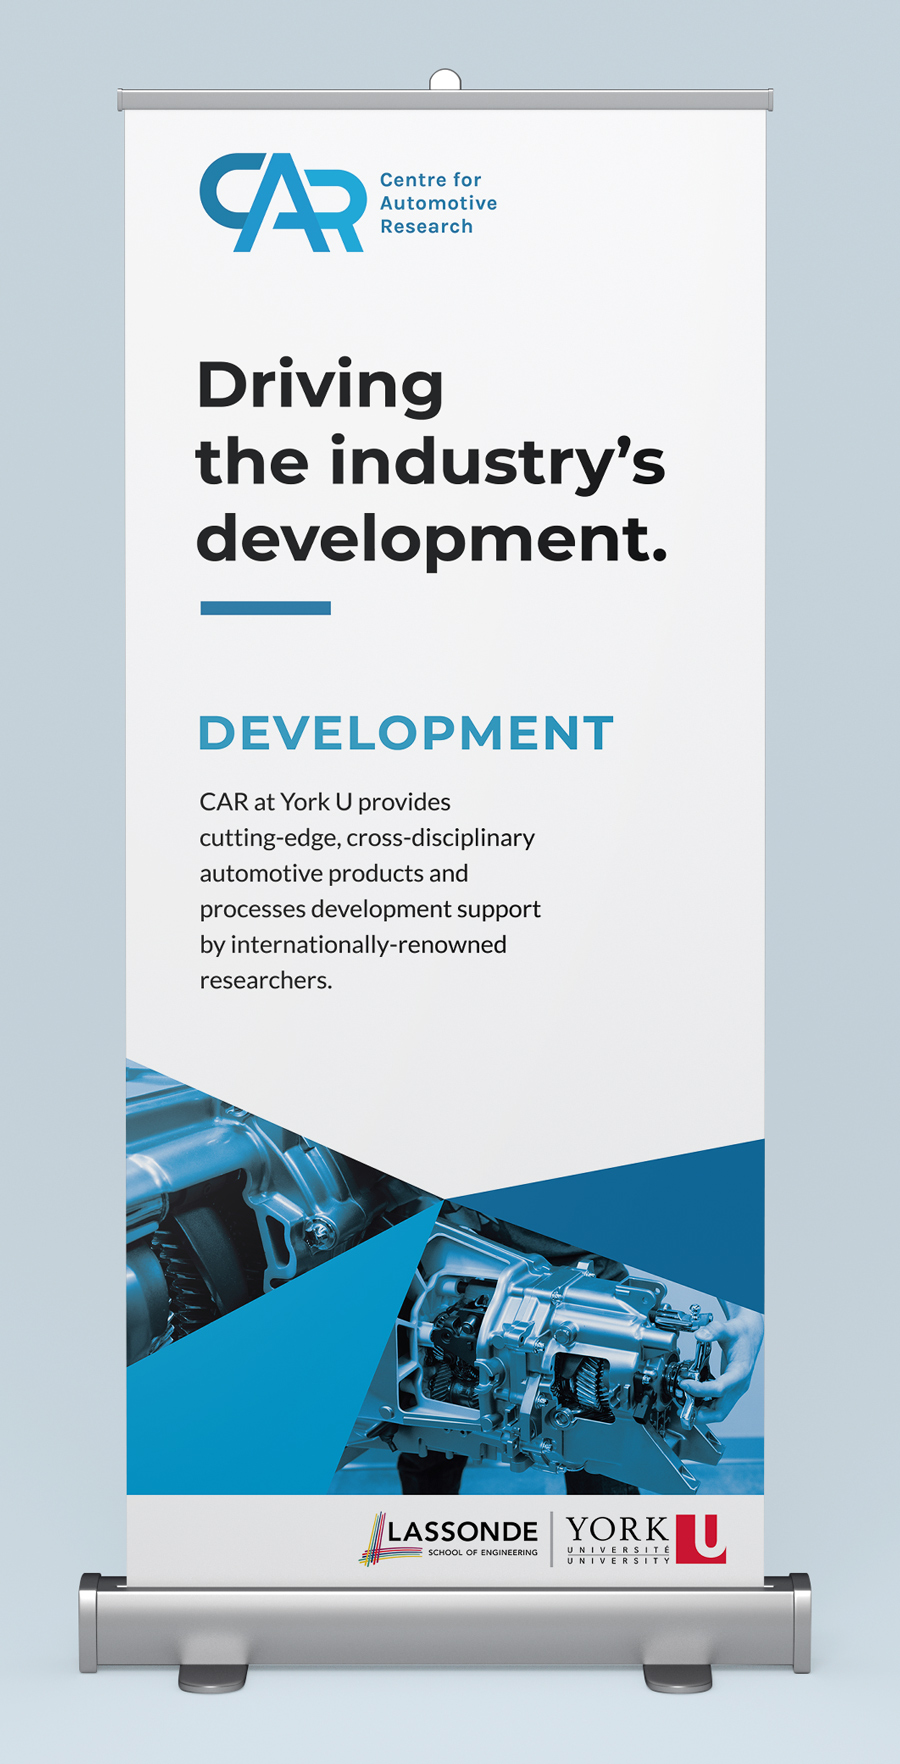 CAR
Centre for
Automotive
Research
Driving
the industry’s
development.
DEVELOPMENT
CAR at York U provides
cutting-edge, cross-disciplinary
automotive products and
processes development support
by internationally-renowned
researchers.
LASSONDE
SCHOOL OF ENGINEERING
YORK
UNIVERSITÉ
UNIVERSITY
U